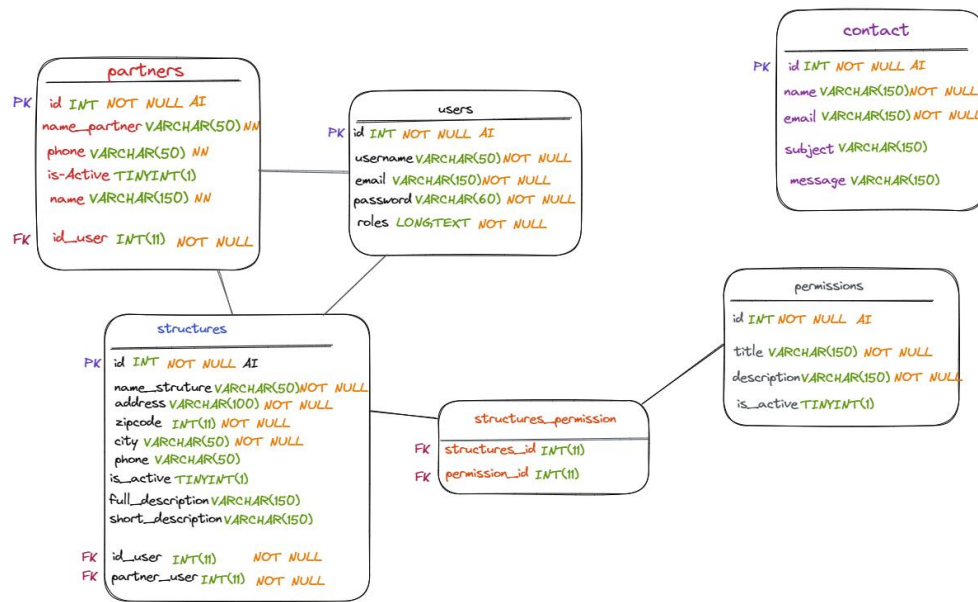 partners
PK id INT NOT NULL AI
name_partner VARCHAR(50) NN
phone VARCHAR(50) NN
is-Active TINYINT(1)
name VARCHAR(150) NN
FK id_user INT(11) NOT NULL
users
PK id INT NOT NULL AI
username VARCHAR(50) NOT NULL
email VARCHAR(150) NOT NULL
password VARCHAR(60) NOT NULL
roles LONGTEXT NOT NULL
contact
PK id INT NOT NULL AI
name VARCHAR(150) NOT NULL
email VARCHAR(150) NOT NULL
subject VARCHAR(150)
message VARCHAR(150)
structures
PK id INT NOT NULL AI
name_struture VARCHAR(50) NOT NULL
address VARCHAR(100) NOT NULL
zipcode INT(11) NOT NULL
city VARCHAR(50) NOT NULL
phone VARCHAR(50)
is_active TINYINT(1)
full_description VARCHAR(150)
short_description VARCHAR(150)
FK id_user INT(11) NOT NULL
FK partner_user INT(11) NOT NULL
structures_permission
FK structures_id INT(11)
FK permission_id INT(11)
permissions
id INT NOT NULL AI
title VARCHAR(150) NOT NULL
description VARCHAR(150) NOT NULL
is_active TINYINT(1)